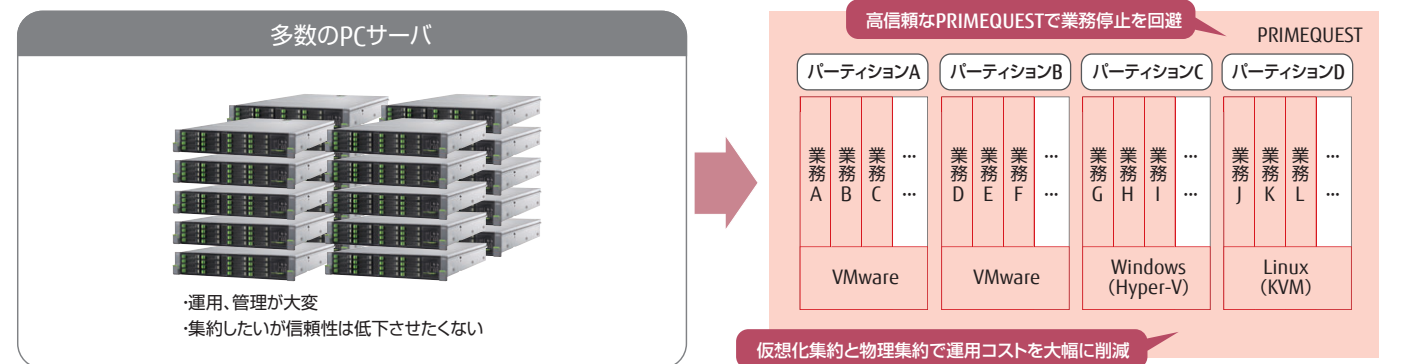 多数のPCサーバ
・運用、管理が大変
・集約したいが信頼性は低下させたくない
高信頼なPRIMEQUESTで業務停止を回避
PRIMEQUEST
パーティションA
パーティションB
パーティションC
パーティションD
業務A
業務B
業務C
…
…
業務D
業務E
業務F
…
…
業務G
業務H
業務I
…
…
業務J
業務K
業務L
…
…
VMware
VMware
Windows
(Hyper-V)
Linux
(KVM)
仮想化集約と物理集約で運用コストを大幅に削減